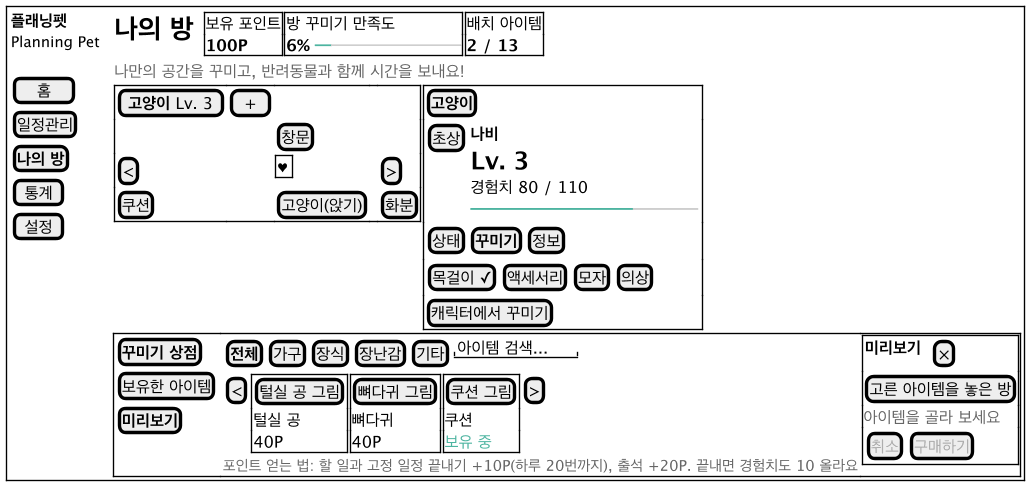 플래닝펫
Planning Pet
홈
일정관리
나의 방
통계
설정
나의 방
보유 포인트
100P
방 꾸미기 만족도
6%
배치 아이템
2 / 13
나만의 공간을 꾸미고, 반려동물과 함께 시간을 보내요!
고양이 Lv. 3
+
창문
♥
<
>
쿠션
고양이(앉기)
화분
고양이
초상
나비
Lv. 3
경험치 80 / 110
상태
꾸미기
정보
목걸이 ✓
액세서리
모자
의상
캐릭터에서 꾸미기
꾸미기 상점
보유한 아이템
미리보기
전체
가구
장식
장난감
기타
아이템 검색...
<
털실 공 그림
털실 공
40P
뼈다귀 그림
뼈다귀
40P
쿠션 그림
쿠션
보유 중
>
포인트 얻는 법: 할 일과 고정 일정 끝내기 +10P(하루 20번까지), 출석 +20P. 끝내면 경험치도 10 올라요
미리보기
×
고른 아이템을 놓은 방
아이템을 골라 보세요
취소
구매하기